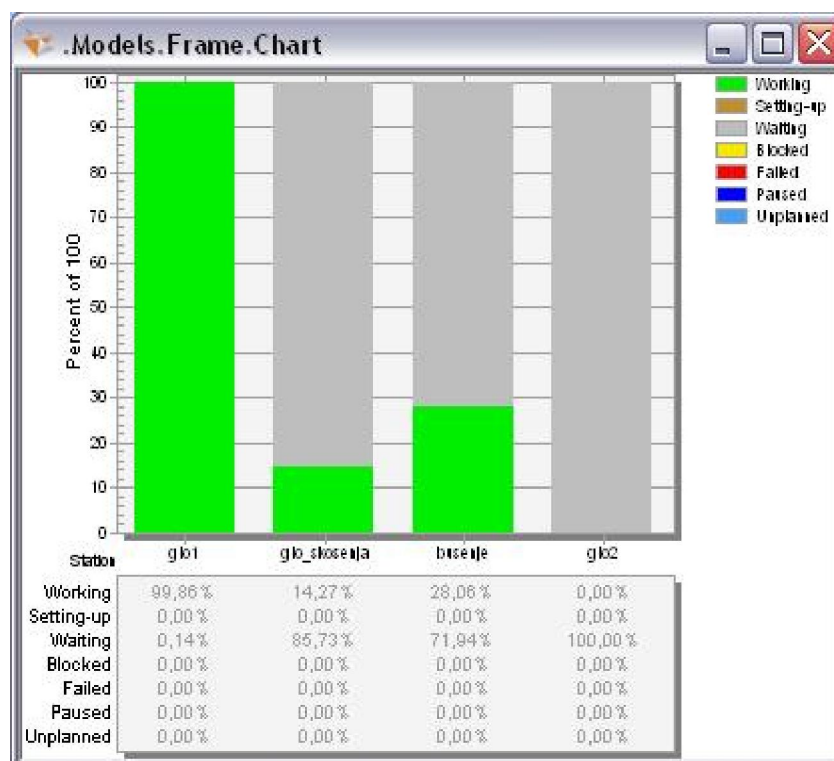 .Models.Frame.Chart
Percent of 100
100
90
80
70
60
50
40
30
20
10
0
Working
Setting-up
Waiting
Blocked
Failed
Paused
Unplanned
Station glo1 glo_skosenja busenje glo2
Working 99,86% 14,27% 28,06% 0,00%
Setting-up 0,00% 0,00% 0,00% 0,00%
Waiting 0,14% 85,73% 71,94% 100,00%
Blocked 0,00% 0,00% 0,00% 0,00%
Failed 0,00% 0,00% 0,00% 0,00%
Paused 0,00% 0,00% 0,00% 0,00%
Unplanned 0,00% 0,00% 0,00% 0,00%